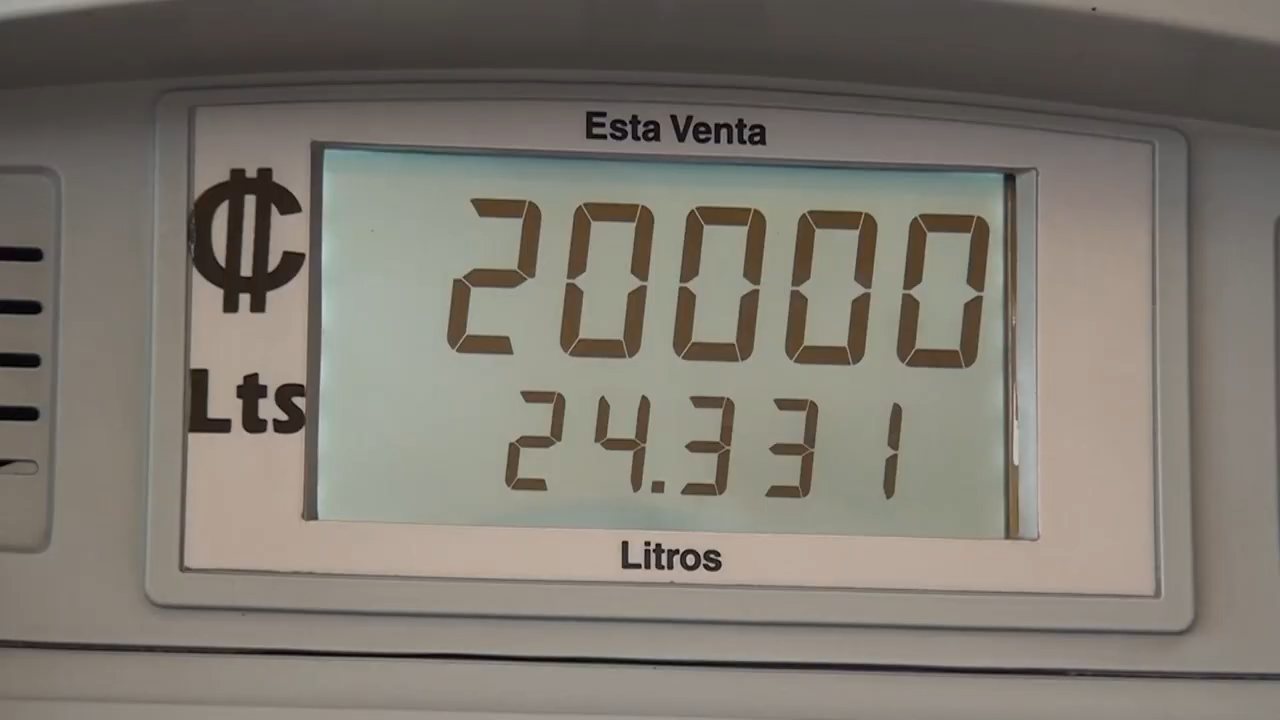 Esta Venta
₡ 20000
Lts 24.331
Litros